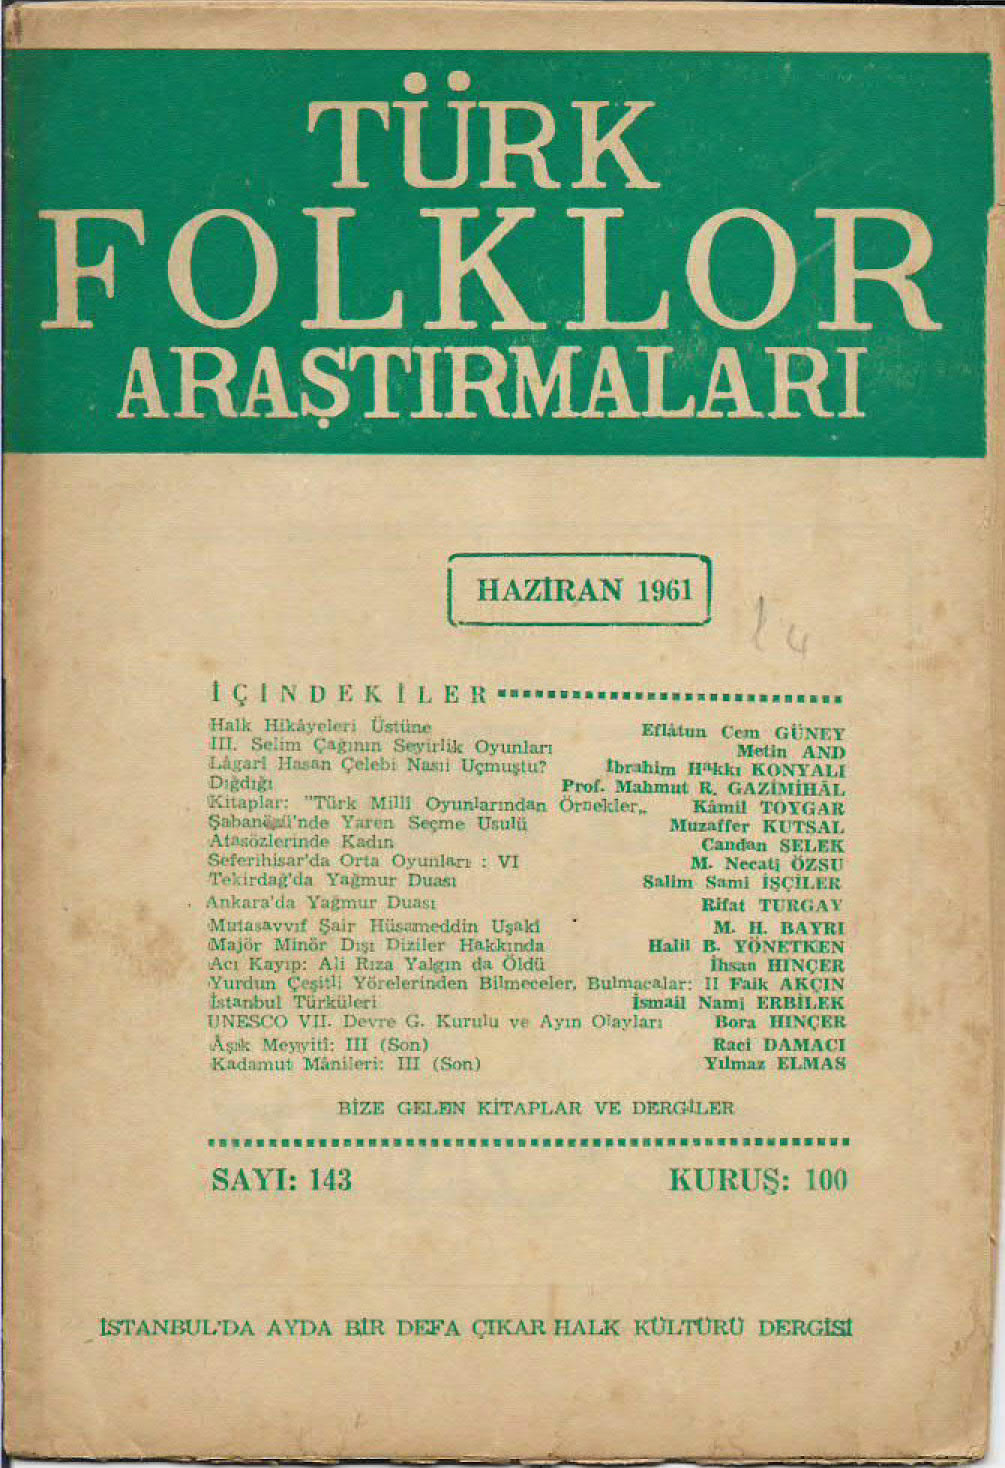 TÜRK
FOLKLOR
ARAŞTIRMALARI
HAZİRAN 1961
İÇİNDEKİLER
Halk Hikâyeleri Üstüne Eflâtun Cem GÜNEY
III. Selim Çağının Seyirlik Oyunları Metin AND
Lâgari Hasan Çelebi Nasıl Uçmuştu? İbrahim Hakkı KONYALI
Dığdığı Prof. Mahmut R. GAZİMİHÂL
Kitaplar: "Türk Millî Oyunlarından Örnekler„ Kâmil TOYGAR
Yaren Seçme Usulü Muzaffer KUTSAL
Atasözlerinde Kadın Candan SELEK
Seferihisar'da Orta Oyunları : VI M. Necati ÖZSU
Tekirdağ'da Yağmur Duası Salim Sami İŞÇİLER
Ankara'da Yağmur Duası Rifat TURGAY
Mutasavvıf Şair Hüsameddin Uşakî M. H. BAYRI
Majör Minör Dışı Diziler Hakkında Halil B. YÖNETKEN
Acı Kayıp: Ali Rıza Yalgın da Öldü İhsan HINÇER
Yurdun Çeşitli Yörelerinden Bilmeceler, Bulmacalar: II Faik AKÇIN
İstanbul Türküleri İsmail Nami ERBİLEK
UNESCO VII. Devre G. Kurulu ve Ayın Olayları Bora HINÇER
Âşık Meyyitî: III (Son) Raci DAMACI
Kadamut Mânileri: III (Son) Yılmaz ELMAS
BİZE GELEN KİTAPLAR VE DERGİLER
SAYI: 143 KURUŞ: 100
İSTANBUL'DA AYDA BİR DEFA ÇIKAR HALK KÜLTÜRÜ DERGİSİ